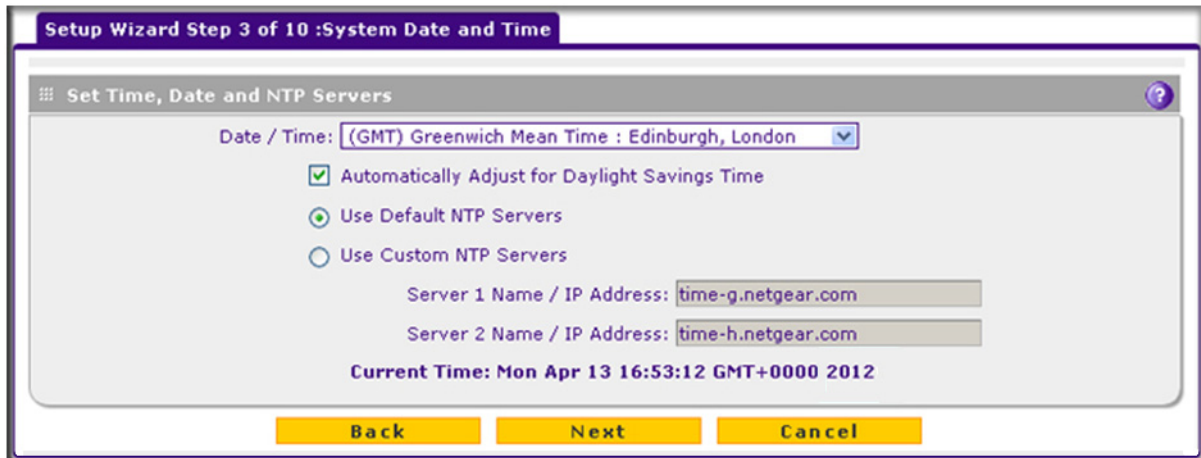 Setup Wizard Step 3 of 10 :System Date and Time
Set Time, Date and NTP Servers
?
Date / Time: (GMT) Greenwich Mean Time : Edinburgh, London
Automatically Adjust for Daylight Savings Time
Use Default NTP Servers
Use Custom NTP Servers
Server 1 Name / IP Address: time-g.netgear.com
Server 2 Name / IP Address: time-h.netgear.com
Current Time: Mon Apr 13 16:53:12 GMT+0000 2012
Back Next Cancel